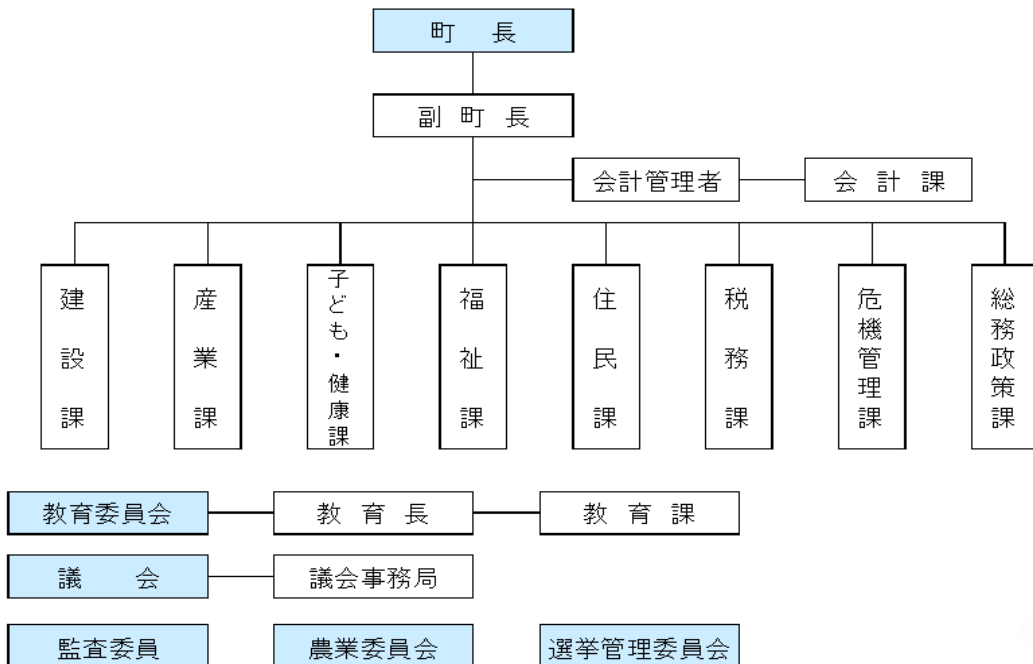 町長
副町長
会計管理者
会計課
建設課
産業課
子ども・健康課
福祉課
住民課
税務課
危機管理課
総務政策課
教育委員会
教育長
教育課
議会
議会事務局
監査委員
農業委員会
選挙管理委員会